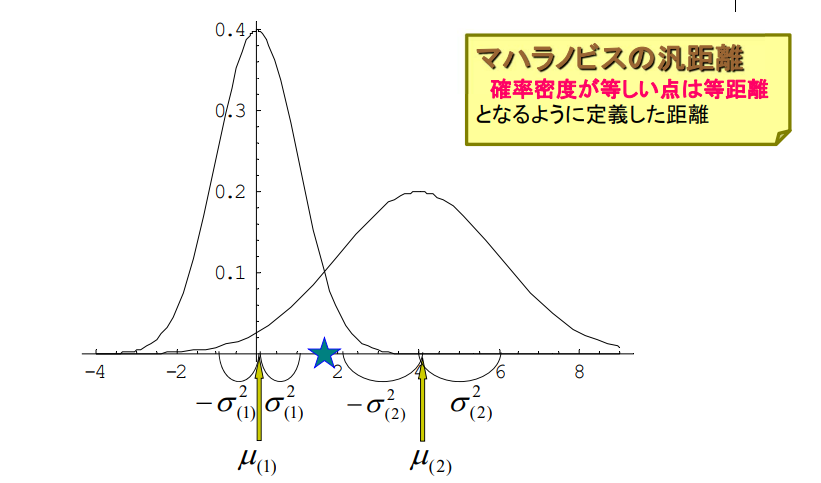 マハラノビスの汎距離
確率密度が等しい点は等距離
となるように定義した距離
0.4
0.3
0.2
0.1
-4 -2 2 4 6 8
−σ²(1) σ²(1) −σ²(2) σ²(2)
μ(1) μ(2)